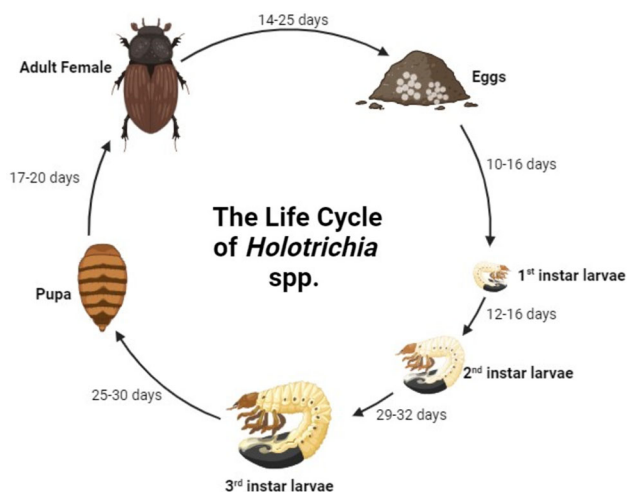 14-25 days
Adult Female
Eggs
10-16 days
17-20 days
The Life Cycle
of Holotrichia
spp.
1st instar larvae
Pupa
12-16 days
2nd instar larvae
25-30 days
29-32 days
3rd instar larvae